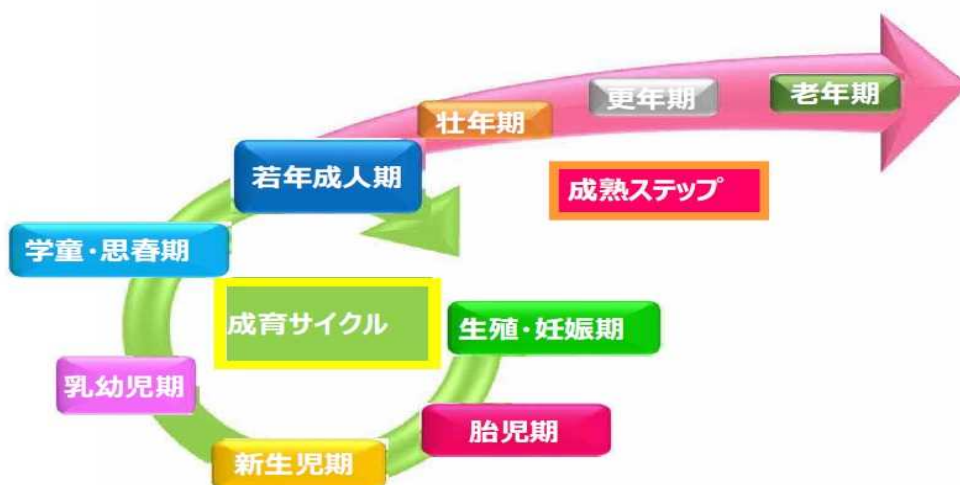 壮年期
更年期
老年期
若年成人期
成熟ステップ
学童・思春期
成育サイクル
生殖・妊娠期
乳幼児期
胎児期
新生児期